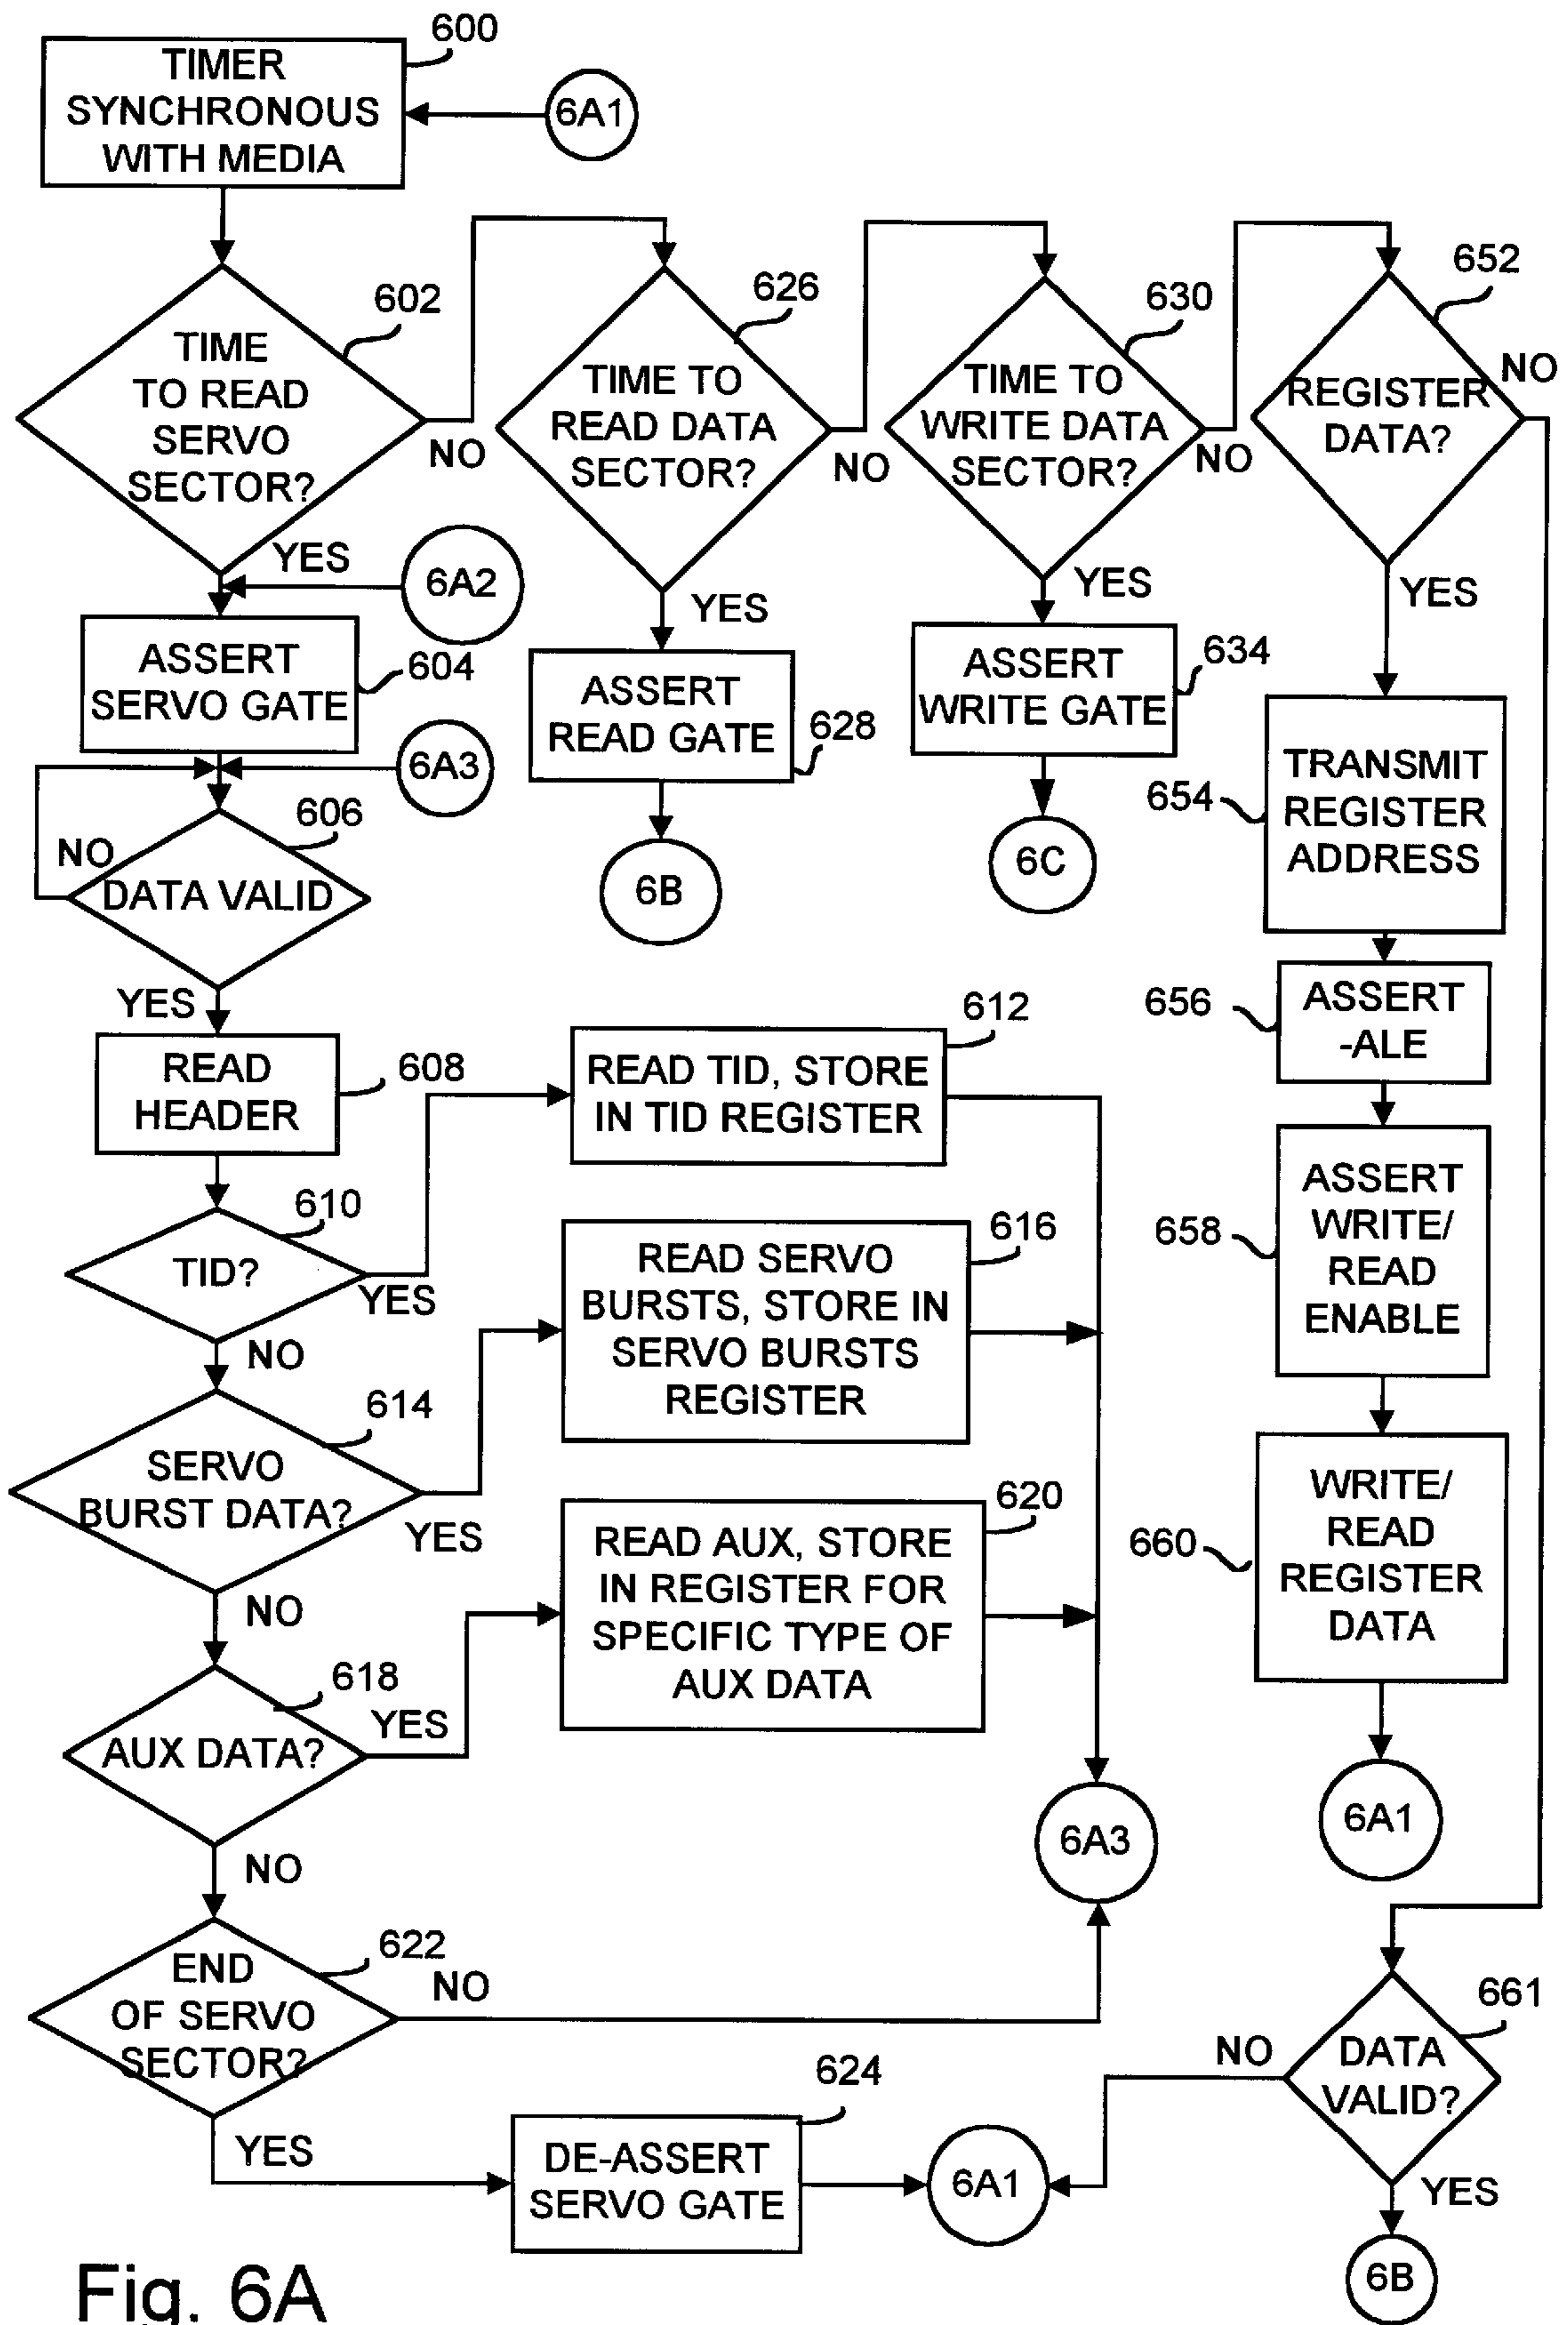 600
TIMER
SYNCHRONOUS
WITH MEDIA
6A1
602
TIME
TO READ
SERVO
SECTOR?
NO
YES
626
TIME TO
READ DATA
SECTOR?
NO
YES
630
TIME TO
WRITE DATA
SECTOR?
NO
YES
652
REGISTER
DATA?
NO
YES
6A2
ASSERT
SERVO GATE
604
ASSERT
READ GATE
628
ASSERT
WRITE GATE
634
6A3
6B
6C
606
NO
DATA VALID
YES
654
TRANSMIT
REGISTER
ADDRESS
656
ASSERT
-ALE
658
ASSERT
WRITE/
READ
ENABLE
660
WRITE/
READ
REGISTER
DATA
6A1
READ
HEADER
608
612
READ TID, STORE
IN TID REGISTER
610
TID?
YES
NO
616
READ SERVO
BURSTS, STORE IN
SERVO BURSTS
REGISTER
614
SERVO
BURST DATA?
YES
NO
620
READ AUX, STORE
IN REGISTER FOR
SPECIFIC TYPE OF
AUX DATA
618
AUX DATA?
YES
NO
6A3
622
END
OF SERVO
SECTOR?
NO
YES
624
DE-ASSERT
SERVO GATE
6A1
661
DATA
VALID?
NO
YES
6B
Fig. 6A